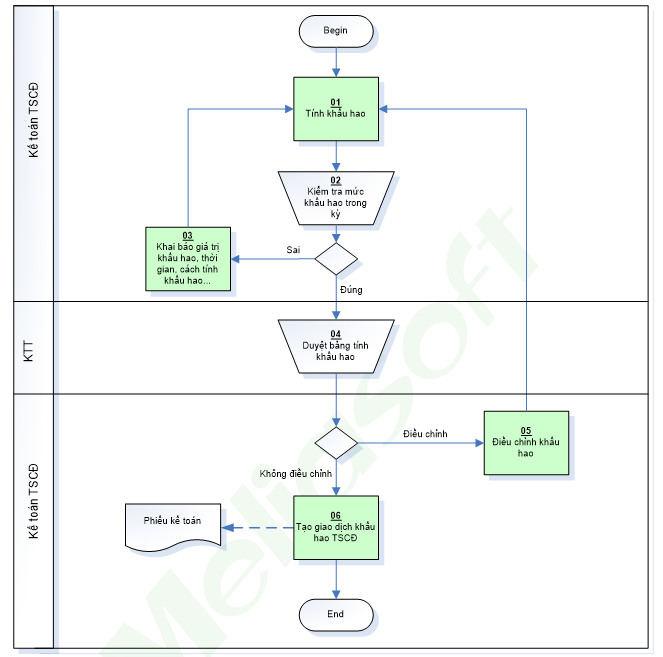 Begin
Kế toán TSCĐ
01
Tính khấu hao
02
Kiểm tra mức
khấu hao trong
kỳ
03
Khai báo giá trị
khấu hao, thời
gian, cách tính
khấu hao...
Sai
Đúng
KTT
04
Duyệt bảng tính
khấu hao
Kế toán TSCĐ
Điều chỉnh
05
Điều chỉnh khấu
hao
Không điều chỉnh
06
Tạo giao dịch khấu
hao TSCĐ
Phiếu kế toán
End
Meliasoft